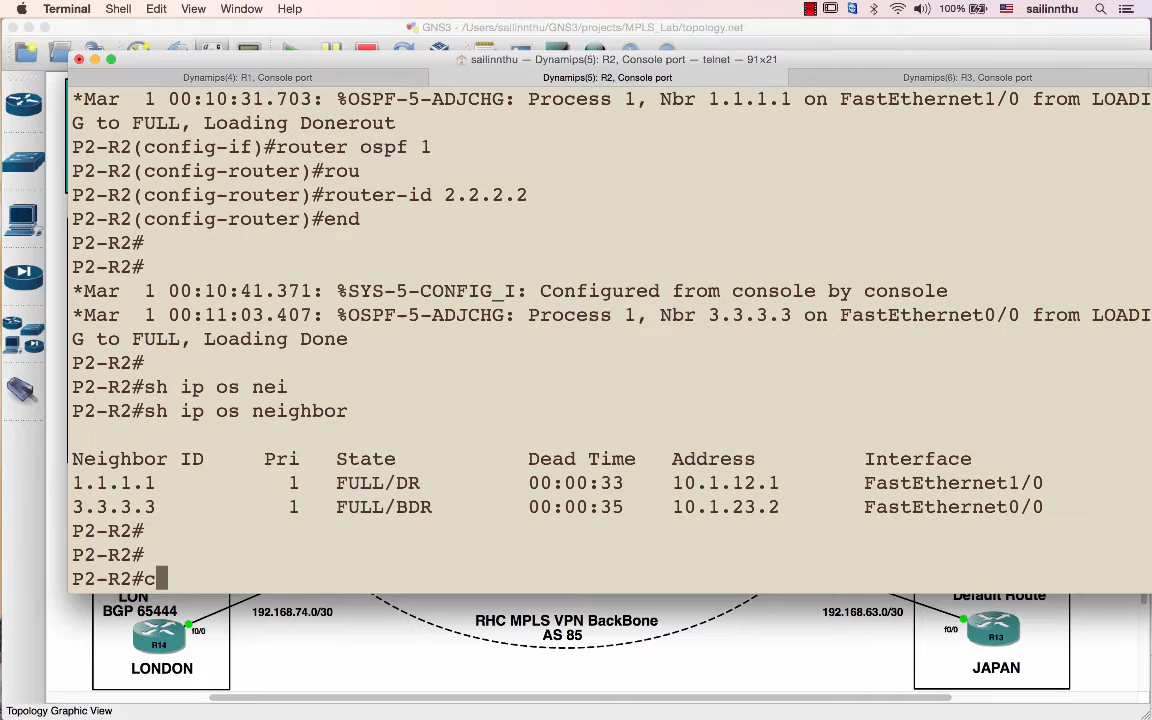 Terminal Shell Edit View Window Help 100% sailinnthu
GNS3 — /Users/sailinnthu/GNS3/projects/MPLS_Lab/topology.net
sailinnthu — Dynamips(5): R2, Console port — telnet — 91×21
Dynamips(4): R1, Console port Dynamips(5): R2, Console port Dynamips(6): R3, Console port
*Mar  1 00:10:31.703: %OSPF-5-ADJCHG: Process 1, Nbr 1.1.1.1 on FastEthernet1/0 from LOADI
G to FULL, Loading Donerout
P2-R2(config-if)#router ospf 1
P2-R2(config-router)#rou
P2-R2(config-router)#router-id 2.2.2.2
P2-R2(config-router)#end
P2-R2#
P2-R2#
*Mar  1 00:10:41.371: %SYS-5-CONFIG_I: Configured from console by console
*Mar  1 00:11:03.407: %OSPF-5-ADJCHG: Process 1, Nbr 3.3.3.3 on FastEthernet0/0 from LOADI
G to FULL, Loading Done
P2-R2#
P2-R2#sh ip os nei
P2-R2#sh ip os neighbor
Neighbor ID     Pri   State           Dead Time   Address         Interface
1.1.1.1           1   FULL/DR         00:00:33    10.1.12.1       FastEthernet1/0
3.3.3.3           1   FULL/BDR        00:00:35    10.1.23.2       FastEthernet0/0
P2-R2#
P2-R2#
P2-R2#c
LON
BGP 65444
192.168.74.0/30
RHC MPLS VPN BackBone
AS 85
192.168.63.0/30
Default Route
f0/0
R14
f0/0
R13
LONDON
JAPAN
Topology Graphic View